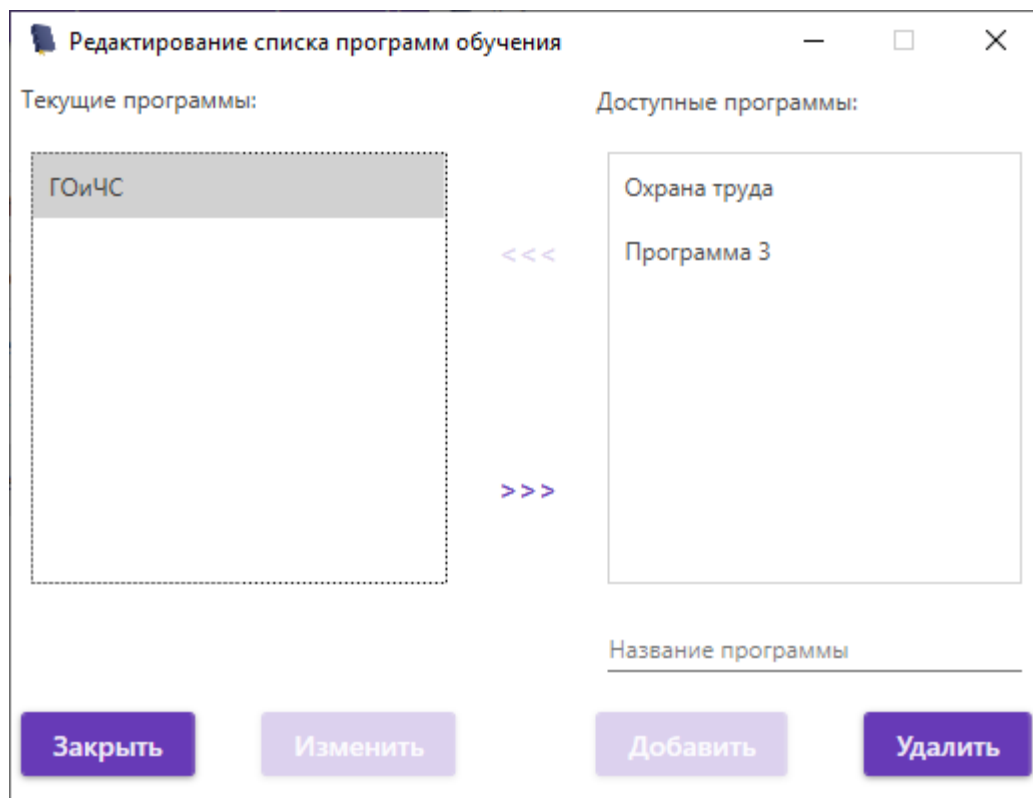 Редактирование списка программ обучения
Текущие программы:
Доступные программы:
ГОиЧС
Охрана труда
<<<
Программа 3
>>>
Название программы
Закрыть
Изменить
Добавить
Удалить